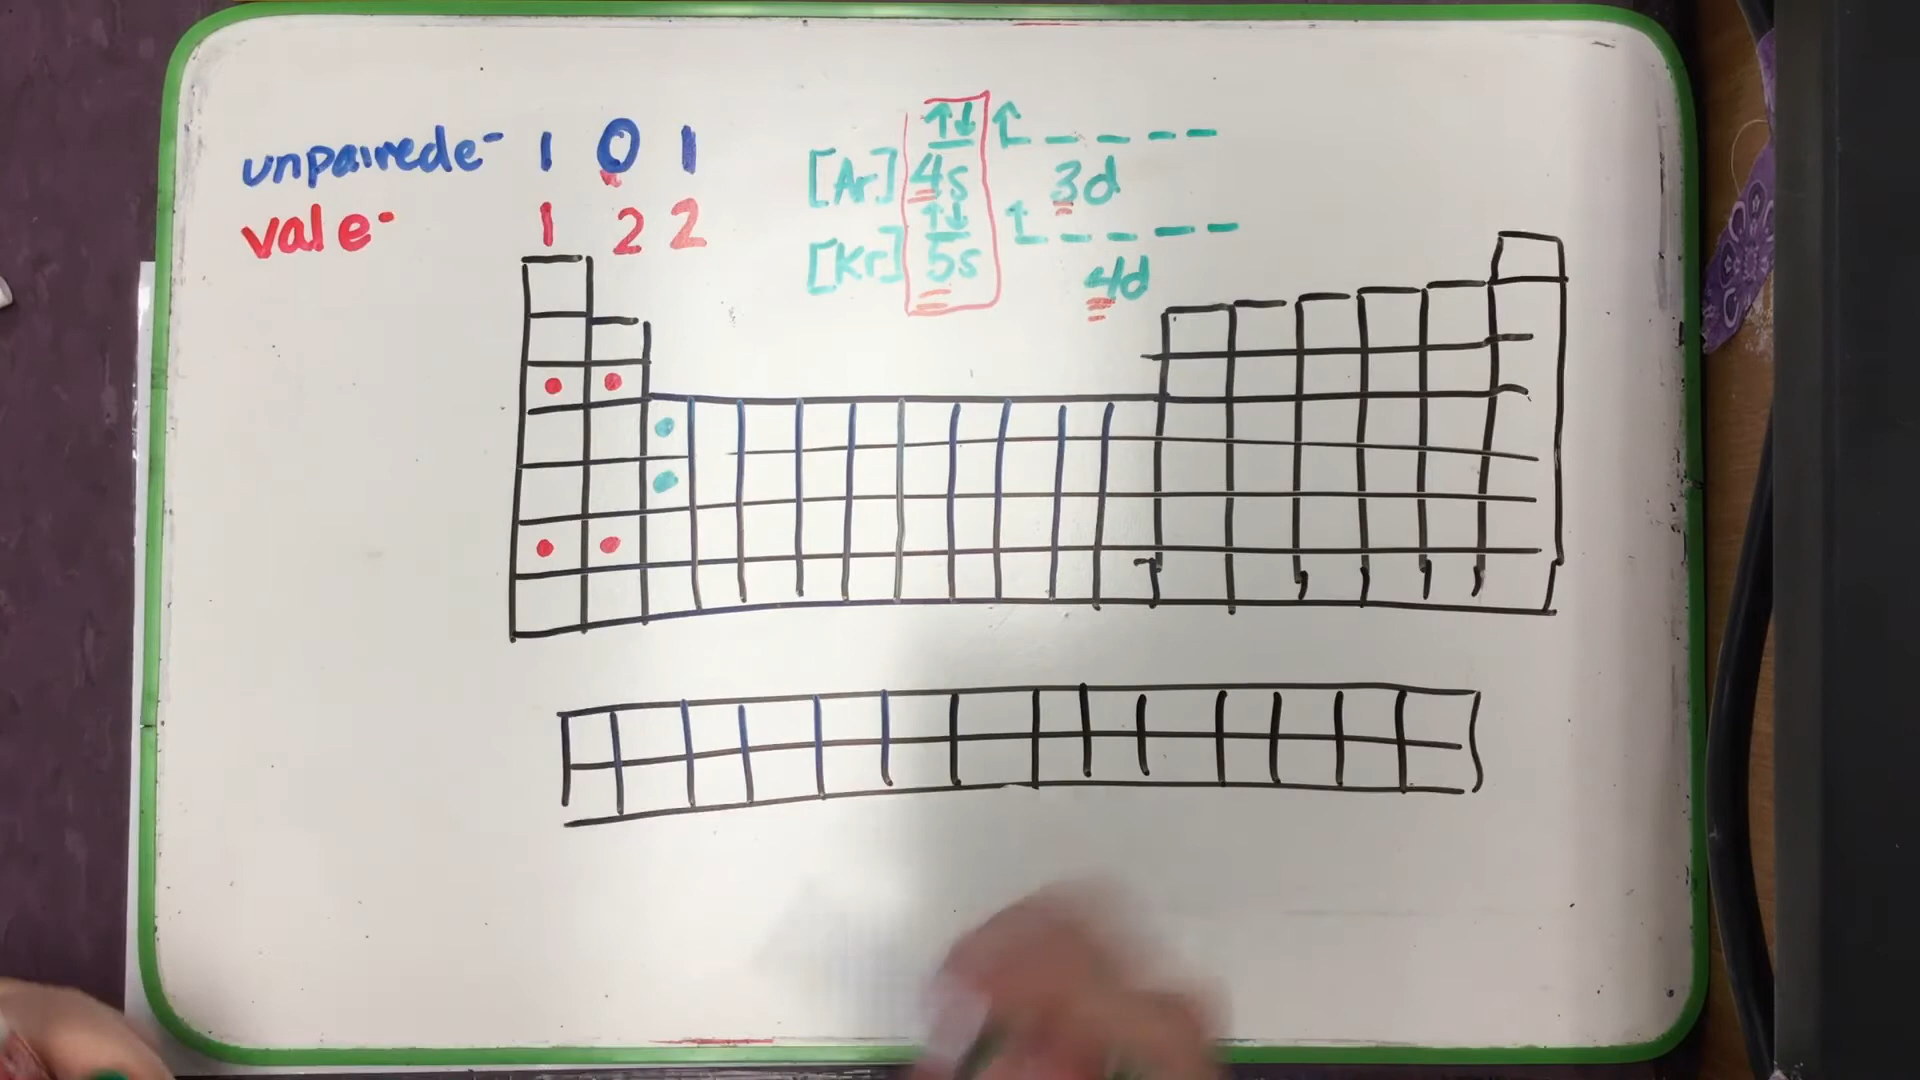 unpaired e- 1 0 1
val e- 1 2 2
↑↓ ↑ _ _ _ _
[Ar] 4s 3d
↑↓ ↑ _ _ _ _
[Kr] 5s 4d